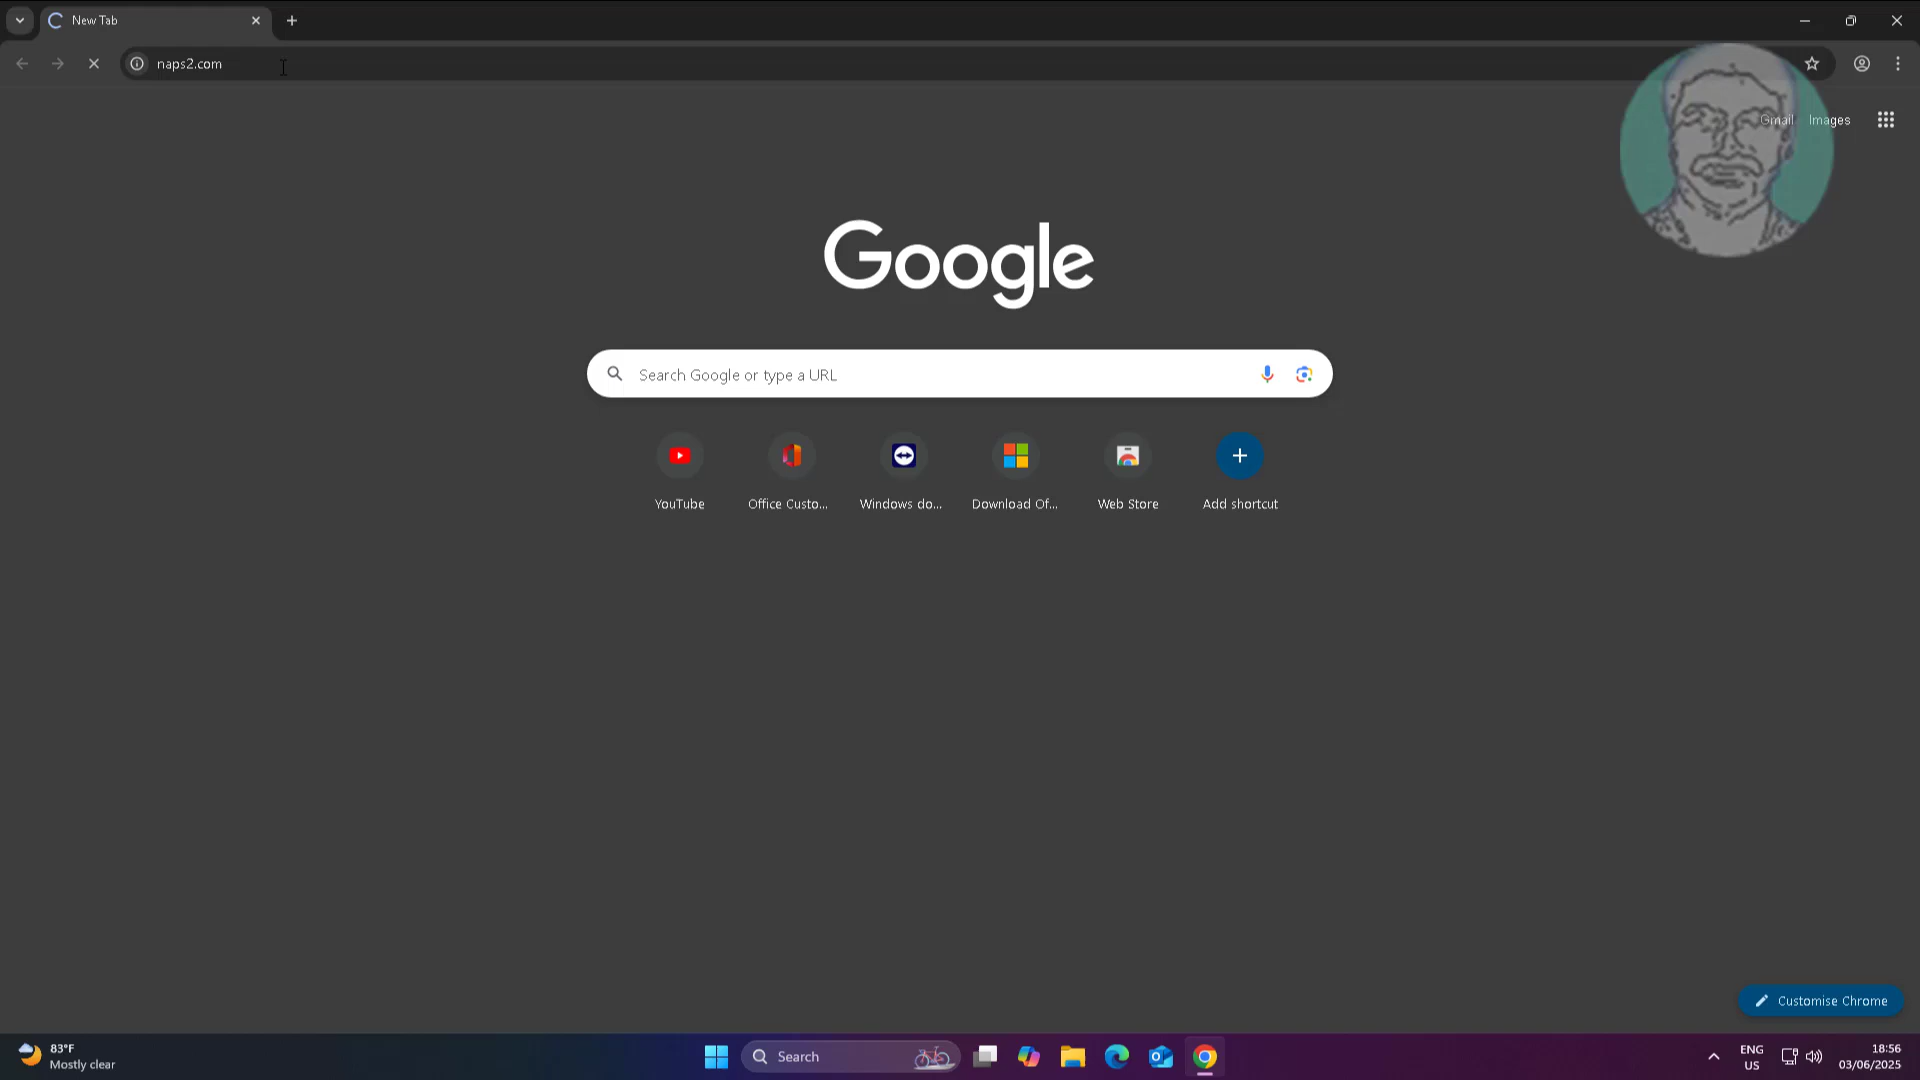 New Tab
naps2.com
Gmail Images
Google
Search Google or type a URL
YouTube
Office Custo...
Windows do...
Download Of...
Web Store
Add shortcut
Customise Chrome
83°F
Mostly clear
Search
ENG
US
18:56
03/06/2025